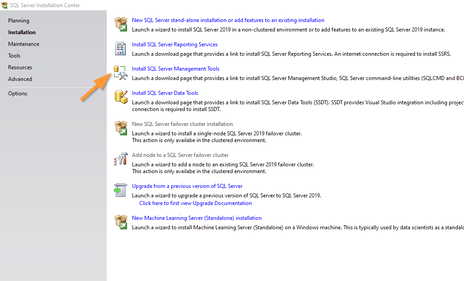 SQL Server Installation Center
Planning
Installation
Maintenance
Tools
Resources
Advanced
Options
New SQL Server stand-alone installation or add features to an existing installation
Launch a wizard to install SQL Server 2019 in a non-clustered environment or to add features to an existing SQL Server 2019 instance.
Install SQL Server Reporting Services
Launch a download page that provides a link to install SQL Server Reporting Services. An internet connection is required to install SSRS.
Install SQL Server Management Tools
Launch a download page that provides a link to install SQL Server Management Studio, SQL Server command-line utilities (SQLCMD and BC
Install SQL Server Data Tools
Launch a download page that provides a link to install SQL Server Data Tools (SSDT). SSDT provides Visual Studio integration including projec
connection is required to install SSDT.
New SQL Server failover cluster installation
Launch a wizard to install a single-node SQL Server 2019 failover cluster.
This action is only availabe in the clustered environment.
Add node to a SQL Server failover cluster
Launch a wizard to add a node to an existing SQL Server 2019 failover cluster.
This action is only availabe in the clustered environment.
Upgrade from a previous version of SQL Server
Launch a wizard to upgrade a previous version of SQL Server to SQL Server 2019.
Click here to first view Upgrade Documentation
New Machine Learning Server (Standalone) installation
Launch a wizard to install Machine Learning Server (Standalone) on a Windows machine. This is typically used by data scientists as a standalo